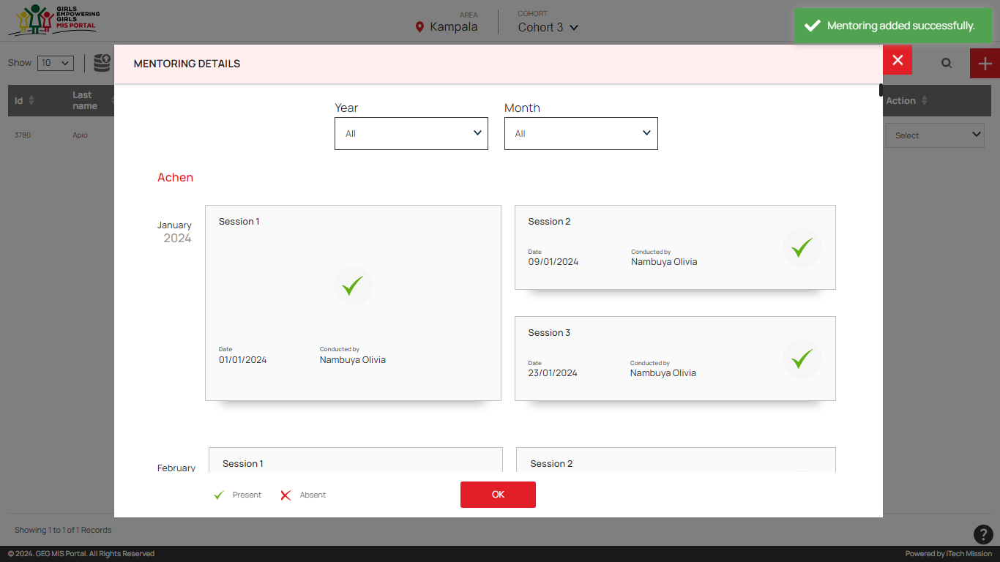 GIRLS
EMPOWERING
GIRLS
MIS PORTAL
AREA
Kampala
COHORT
Cohort 3
Mentoring added successfully.
Show 10
MENTORING DETAILS
Id
Last
name
Action
3780 Apio
Select
Year
All
Month
All
Achen
January
2024
Session 1
Date
01/01/2024
Conducted by
Nambuya Olivia
Session 2
Date
09/01/2024
Conducted by
Nambuya Olivia
Session 3
Date
23/01/2024
Conducted by
Nambuya Olivia
February
Session 1
Session 2
Present
Absent
OK
Showing 1 to 1 of 1 Records
?
© 2024. GEG MIS Portal. All Rights Reserved
Powered by iTech Mission